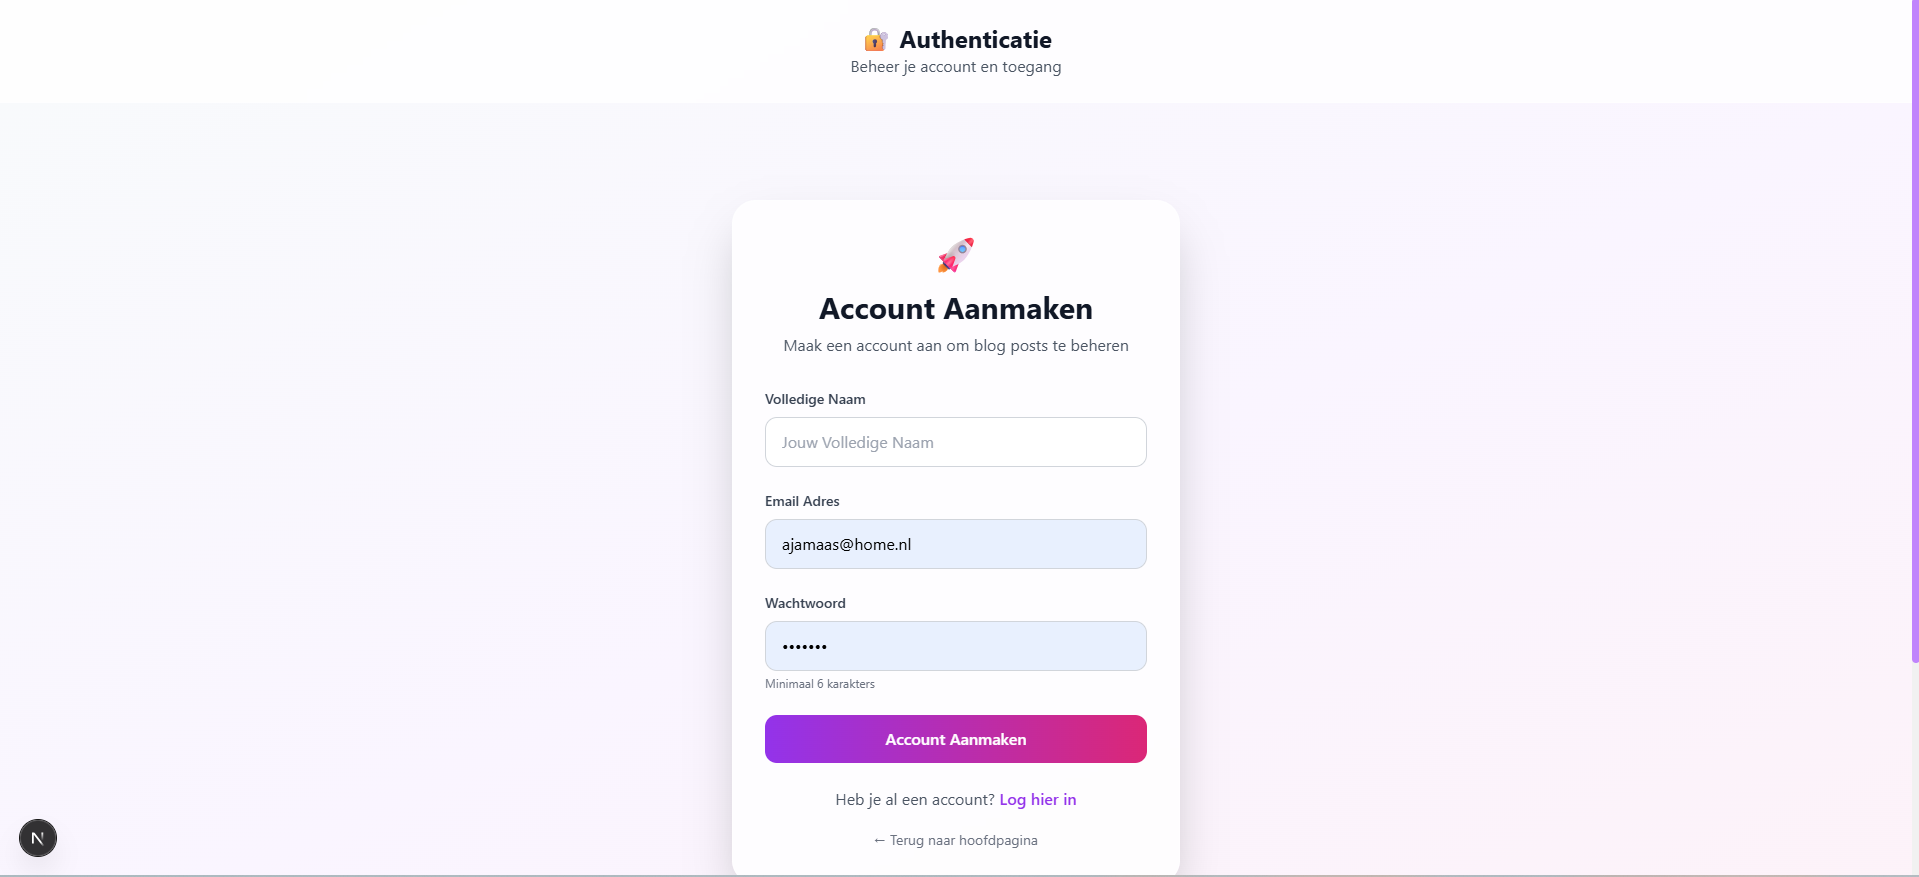 Authenticatie
Beheer je account en toegang
Account Aanmaken
Maak een account aan om blog posts te beheren
Volledige Naam
Jouw Volledige Naam
Email Adres
ajamaas@home.nl
Wachtwoord
•••••••
Minimaal 6 karakters
Account Aanmaken
Heb je al een account? Log hier in
← Terug naar hoofdpagina
N